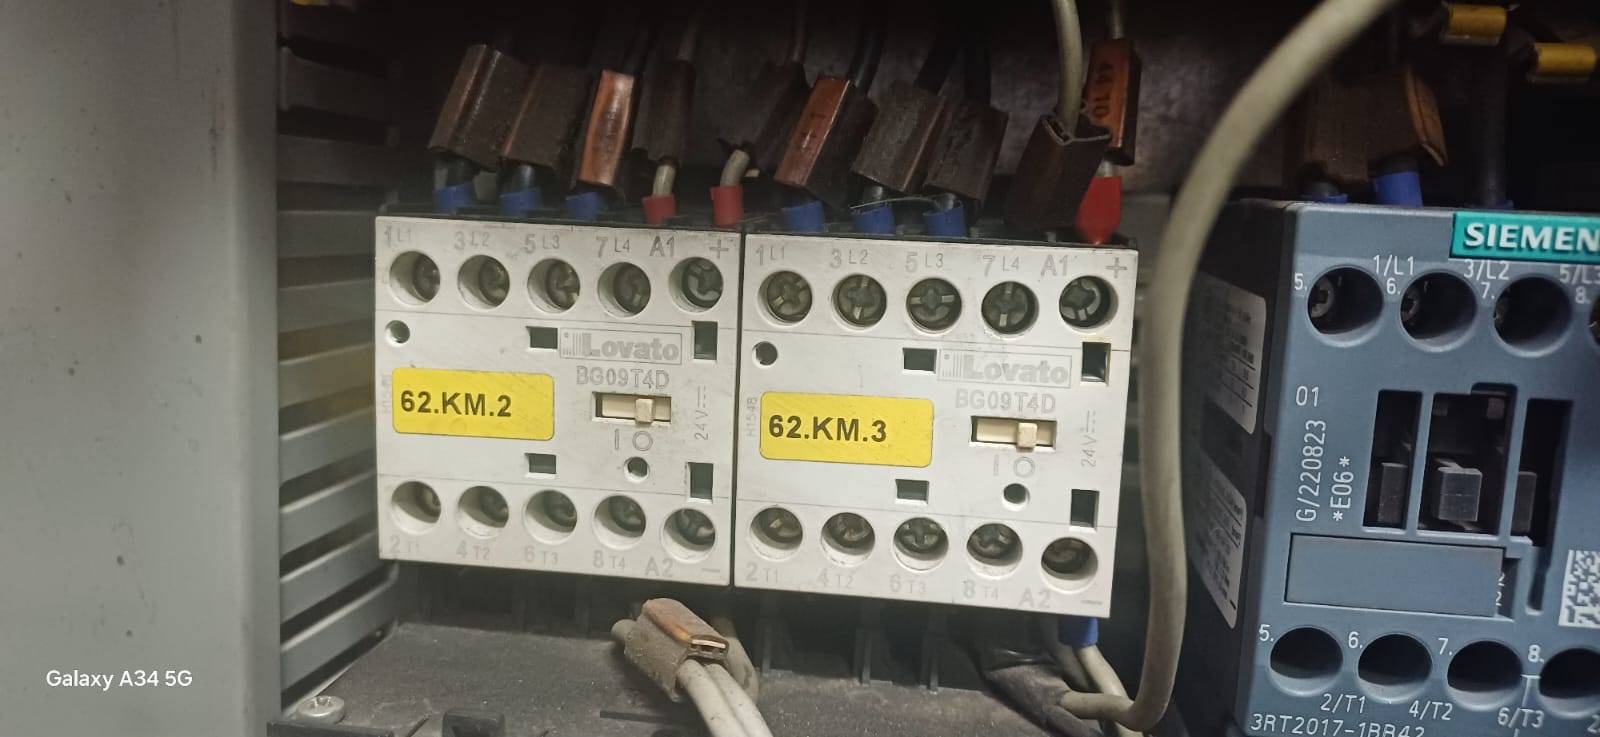 44 10
1 L1 3 L2 5 L3 7 L4 A1 +
Lovato
BG09T4D
62.KM.2
24V
I O
2 T1 4 T2 6 T3 8 T4 A2 −
1 L1 3 L2 5 L3 7 L4 A1 +
Lovato
BG09T4D
H1548
62.KM.3
24V
I O
2 T1 4 T2 6 T3 8 T4 A2 −
SIEMEN
1/L1 3/L2 5/L3
5. 6. 7. 8.
01
G/220823
*E06*
5. 6. 7. 8.
2/T1 4/T2 6/T3
3RT2017-1BB42
Galaxy A34 5G